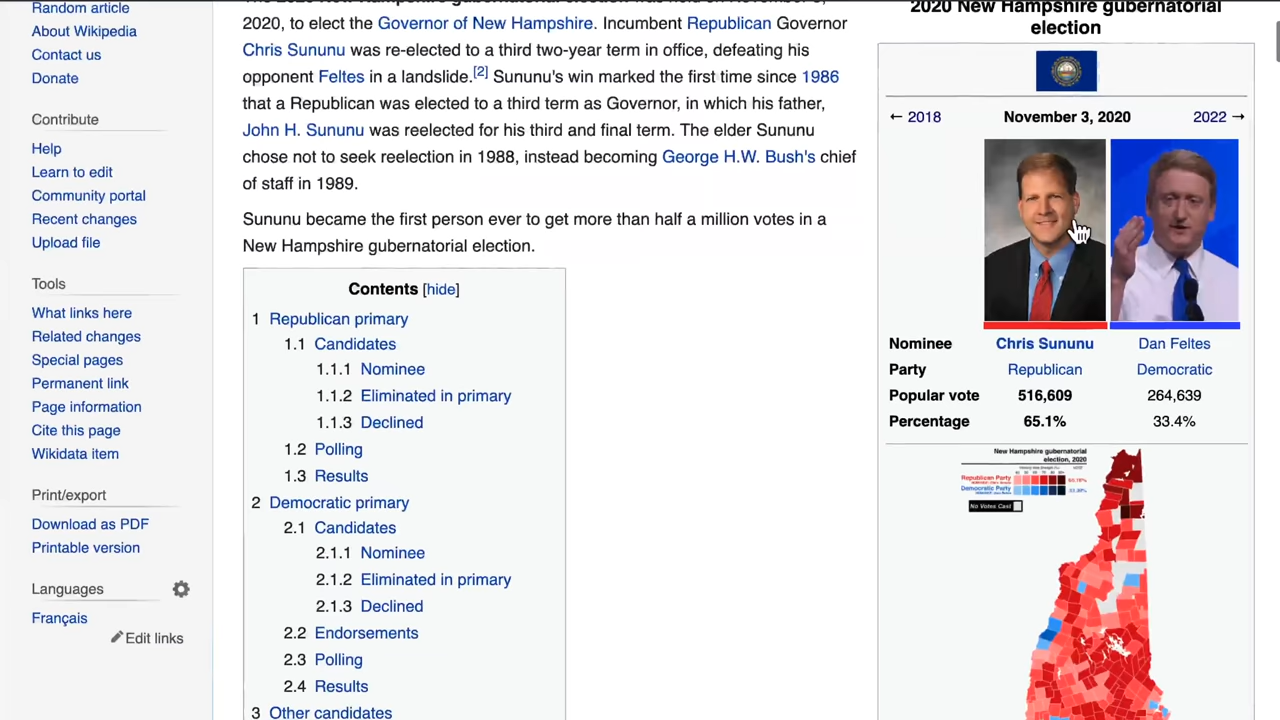 Random article
About Wikipedia
Contact us
Donate
Contribute
Help
Learn to edit
Community portal
Recent changes
Upload file
Tools
What links here
Related changes
Special pages
Permanent link
Page information
Cite this page
Wikidata item
Print/export
Download as PDF
Printable version
Languages
Français
Edit links
2020, to elect the Governor of New Hampshire. Incumbent Republican Governor
Chris Sununu was re-elected to a third two-year term in office, defeating his
opponent Feltes in a landslide.[2] Sununu's win marked the first time since 1986
that a Republican was elected to a third term as Governor, in which his father,
John H. Sununu was reelected for his third and final term. The elder Sununu
chose not to seek reelection in 1988, instead becoming George H.W. Bush's chief
of staff in 1989.
Sununu became the first person ever to get more than half a million votes in a
New Hampshire gubernatorial election.
Contents [hide]
1 Republican primary
1.1 Candidates
1.1.1 Nominee
1.1.2 Eliminated in primary
1.1.3 Declined
1.2 Polling
1.3 Results
2 Democratic primary
2.1 Candidates
2.1.1 Nominee
2.1.2 Eliminated in primary
2.1.3 Declined
2.2 Endorsements
2.3 Polling
2.4 Results
3 Other candidates
2020 New Hampshire gubernatorial
election
← 2018 November 3, 2020 2022 →
Nominee Chris Sununu Dan Feltes
Party Republican Democratic
Popular vote 516,609 264,639
Percentage 65.1% 33.4%
New Hampshire gubernatorial
election, 2020
Republican Party
Democratic Party
No Votes Cast